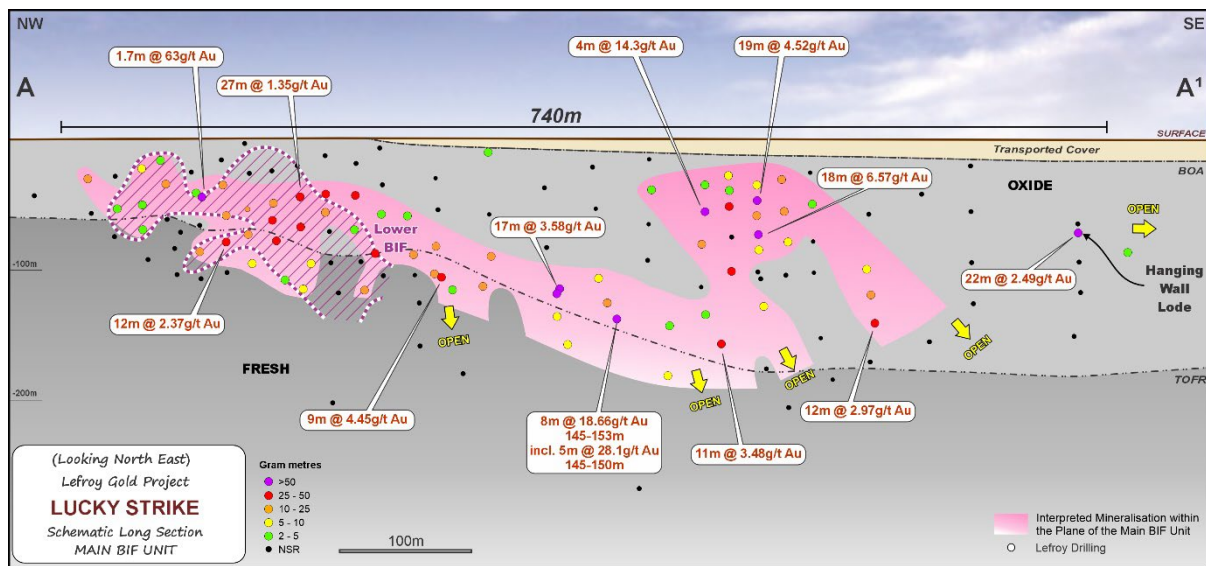 NW
SE
1.7m @ 63g/t Au
4m @ 14.3g/t Au
19m @ 4.52g/t Au
27m @ 1.35g/t Au
A
A¹
740m
SURFACE
Transported Cover
BOA
18m @ 6.57g/t Au
OXIDE
OPEN
Lower
BIF
17m @ 3.58g/t Au
-100m
22m @ 2.49g/t Au
Hanging
Wall
Lode
12m @ 2.37g/t Au
OPEN
OPEN
OPEN
OPEN
FRESH
TOFR
-200m
9m @ 4.45g/t Au
8m @ 18.66g/t Au
145-153m
incl. 5m @ 28.1g/t Au
145-150m
11m @ 3.48g/t Au
12m @ 2.97g/t Au
(Looking North East)
Lefroy Gold Project
LUCKY STRIKE
Schematic Long Section
MAIN BIF UNIT
Gram metres
>50
25 - 50
10 - 25
5 - 10
2 - 5
NSR
100m
Interpreted Mineralisation within
the Plane of the Main BIF Unit
Lefroy Drilling